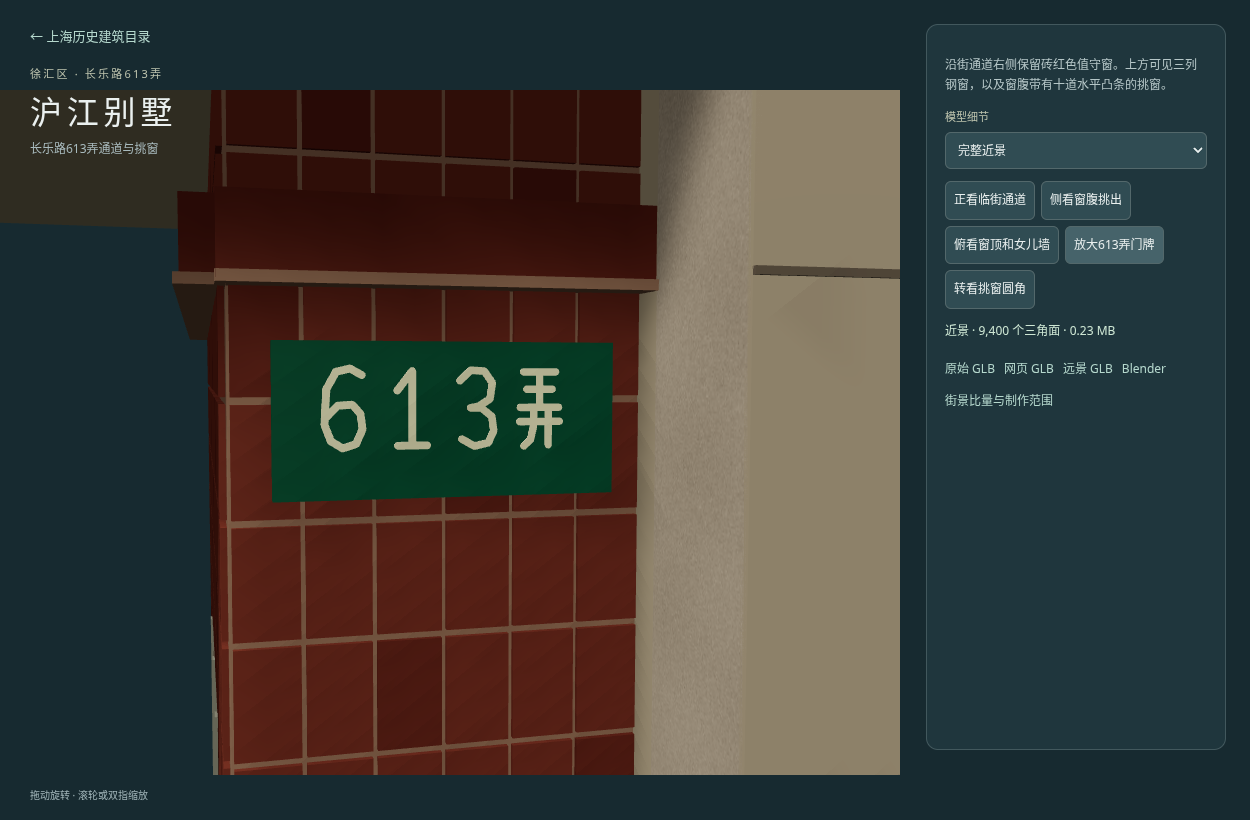 ← 上海历史建筑目录
徐汇区 · 长乐路613弄
沪江别墅
长乐路613弄通道与挑窗
613弄
拖动旋转 · 滚轮或双指缩放
沿街通道右侧保留砖红色值守窗。上方可见三列
钢窗，以及窗腹带有十道水平凸条的挑窗。
模型细节
完整近景
正看临街通道
侧看窗腹挑出
俯看窗顶和女儿墙
放大613弄门牌
转看挑窗圆角
近景 · 9,400 个三角面 · 0.23 MB
原始 GLB 网页 GLB 远景 GLB Blender
街景比量与制作范围